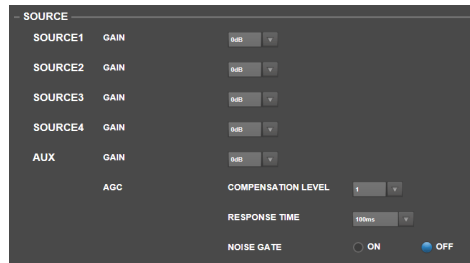 SOURCE
SOURCE1 GAIN 0dB
SOURCE2 GAIN 0dB
SOURCE3 GAIN 0dB
SOURCE4 GAIN 0dB
AUX GAIN 0dB
AGC COMPENSATION LEVEL 1
RESPONSE TIME 100ms
NOISE GATE ON OFF